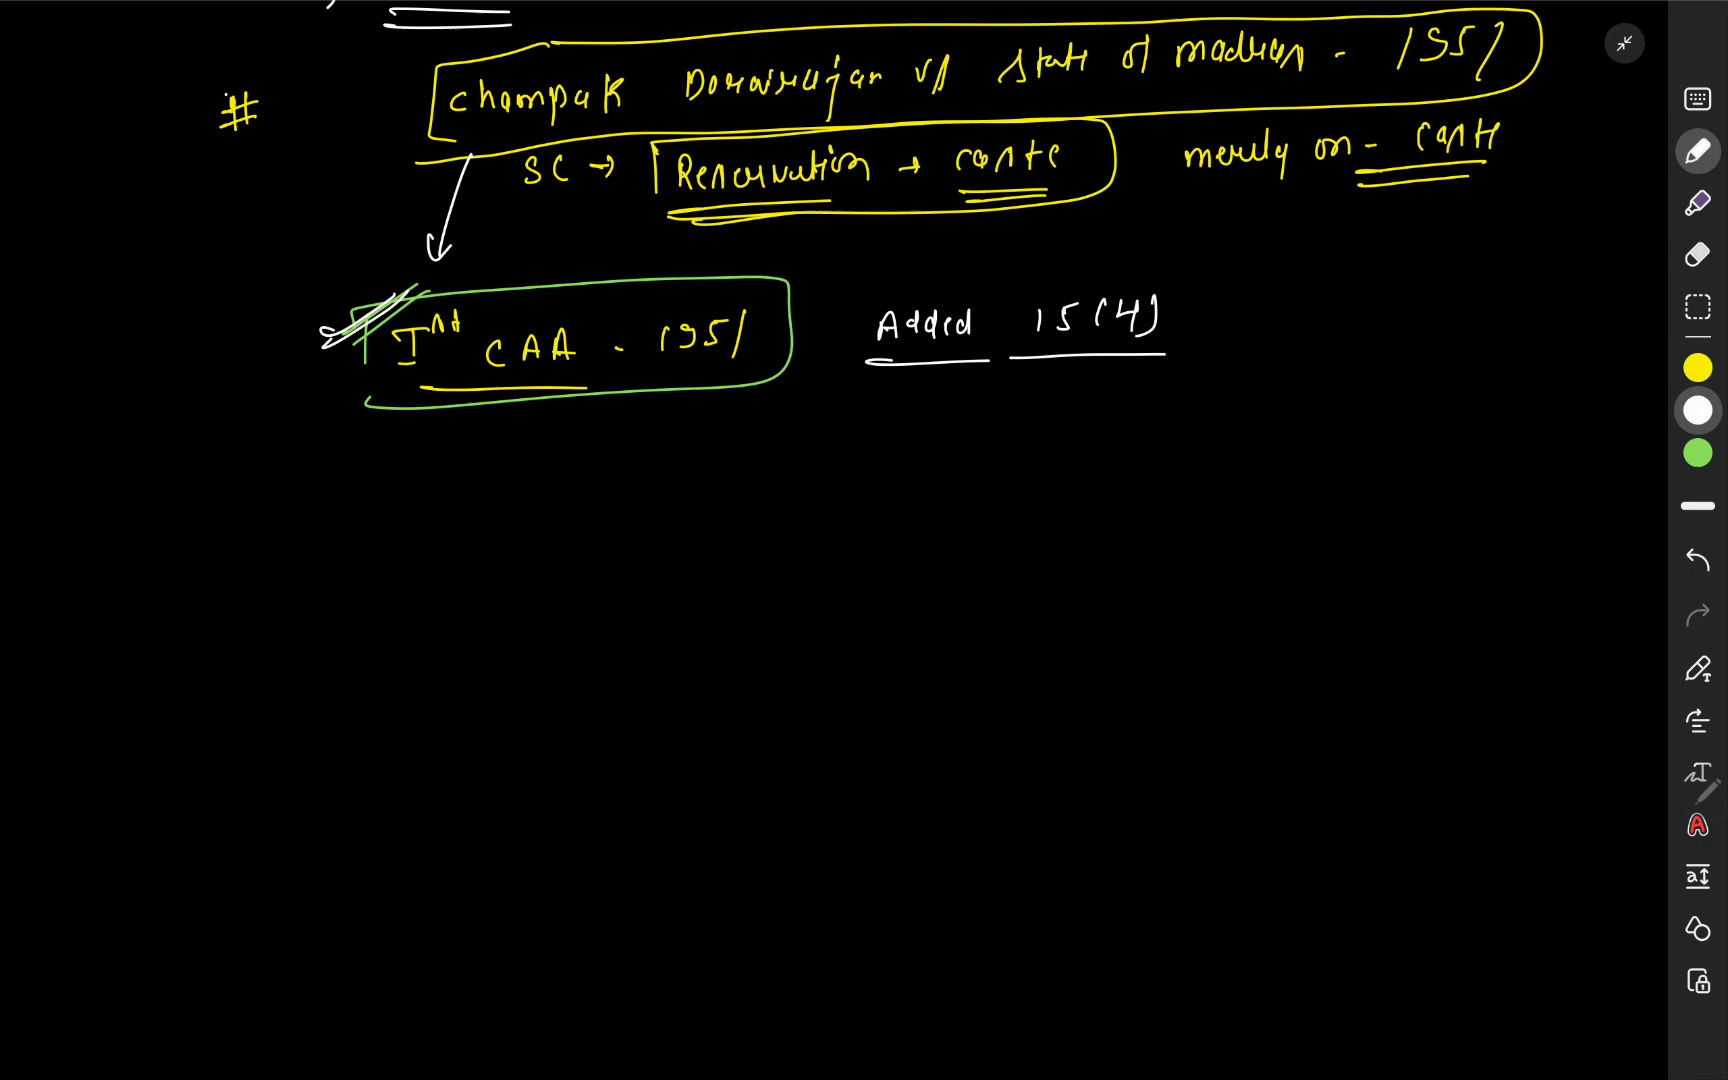 # Champak Dorairajan v/s State of madras - 1951
SC → Reservation → caste merely on - caste
Ist CAA - 1951 Added 15(4)